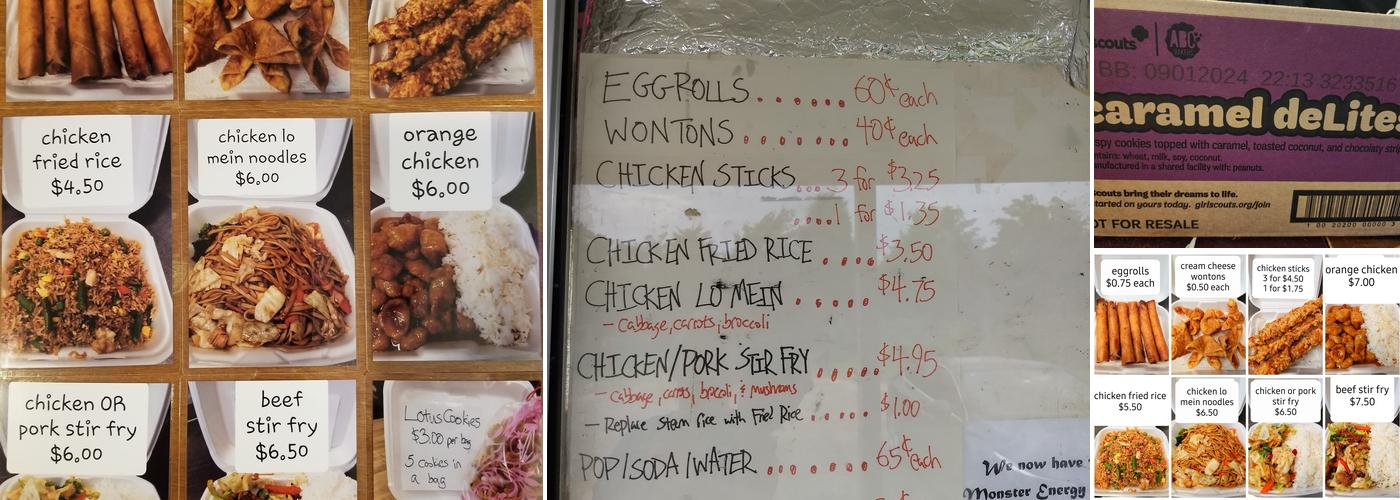 chicken
fried rice
$4.50
chicken lo
mein noodles
$6.00
orange
chicken
$6.00
chicken OR
pork stir fry
$6.00
beef
stir fry
$6.50
Lotus Cookies
$3.00 per bag
5 cookies in
a bag
EGGROLLS...... 60¢ each
WONTONS....... 40¢ each
CHICKEN STICKS... 3 for $3.25
....1 for $1.35
CHICKEN FRIED RICE .... $3.50
CHICKEN LO MEIN ...... $4.75
- Cabbage, carrots, broccoli
CHICKEN/PORK STIR FRY ..... $4.95
- Cabbage, carrots, broccoli, & mushrooms
- Replace Steam rice with Fried Rice...... $1.00
POP/SODA/WATER ....... 65¢ each
We now have
Monster Energy
scouts ABC
BB: 09012024 22:13 3233516
caramel deLites
spy cookies topped with caramel, toasted coconut, and chocolaty strip
ntains: wheat, milk, soy, coconut.
anufactured in a shared facility with: peanuts.
scouts bring their dreams to life.
started on yours today. girlscouts.org/join
OT FOR RESALE
eggrolls
$0.75 each
cream cheese
wontons
$0.50 each
chicken sticks
3 for $4.50
1 for $1.75
orange chicken
$7.00
chicken fried rice
$5.50
chicken lo
mein noodles
$6.50
chicken or pork
stir fry
$6.50
beef stir fry
$7.50